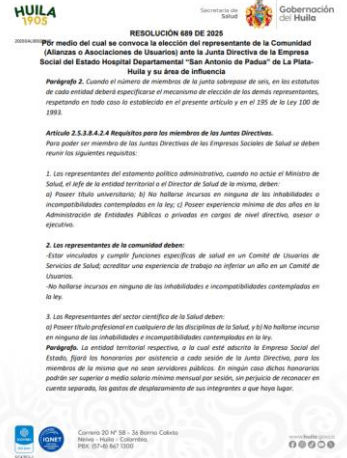 HUILA
1905
Secretaría de
Salud
Gobernación
del Huila
RESOLUCIÓN 689 DE 2025
Por medio del cual se convoca la elección del representante de la Comunidad
(Alianzas o Asociaciones de Usuarios) ante la Junta Directiva de la Empresa
Social del Estado Hospital Departamental “San Antonio de Padua” de La Plata-
Huila y su área de influencia
Parágrafo 2. Cuando el número de miembros de la junta sobrepase de seis, en los estatutos
de cada entidad deberá especificarse el mecanismo de elección de los demás representantes,
respetando en todo caso lo establecido en el presente artículo y en el 195 de la Ley 100 de
1993.
Artículo 2.5.3.8.4.2.4 Requisitos para los miembros de las Juntas Directivas.
Para poder ser miembro de las Juntas Directivas de las Empresas Sociales de Salud se deben
reunir los siguientes requisitos:
1. Los representantes del estamento político administrativo, cuando no actúe el Ministro de
Salud, el Jefe de la entidad territorial o el Director de Salud de la misma, deben:
a) Poseer título universitario; b) No hallarse incursos en ninguna de las inhabilidades o
incompatibilidades contempladas en la ley; c) Poseer experiencia mínima de dos años en la
Administración de Entidades Públicas o privadas en cargos de nivel directivo, asesor o
ejecutivo.
2. Los representantes de la comunidad deben:
-Estar vinculados y cumplir funciones específicas de salud en un Comité de Usuarios de
Servicios de Salud; acreditar una experiencia de trabajo no inferior un año en un Comité de
Usuarios.
-No hallarse incursos en ninguna de las inhabilidades e incompatibilidades contempladas en
la ley.
3. Los Representantes del sector científico de la Salud deben:
a) Poseer título profesional en cualquiera de las disciplinas de la Salud, y b) No hallarse incurso
en ninguna de las inhabilidades e incompatibilidades contempladas en la ley.
Parágrafo. La entidad territorial respectiva, a la cual esté adscrita la Empresa Social del
Estado, fijará los honorarios por asistencia a cada sesión de la Junta Directiva, para los
miembros de la misma que no sean servidores públicos. En ningún caso dichos honorarios
podrán ser superior a medio salario mínimo mensual por sesión, sin perjuicio de reconocer en
cuenta separada, los gastos de desplazamiento de sus integrantes a que haya lugar.
IQNET
Carrera 20 N° 5B - 36 Barrio Calixto
Neiva - Huila - Colombia.
PBX: (57+8) 867 1300
www.huila.gov.co